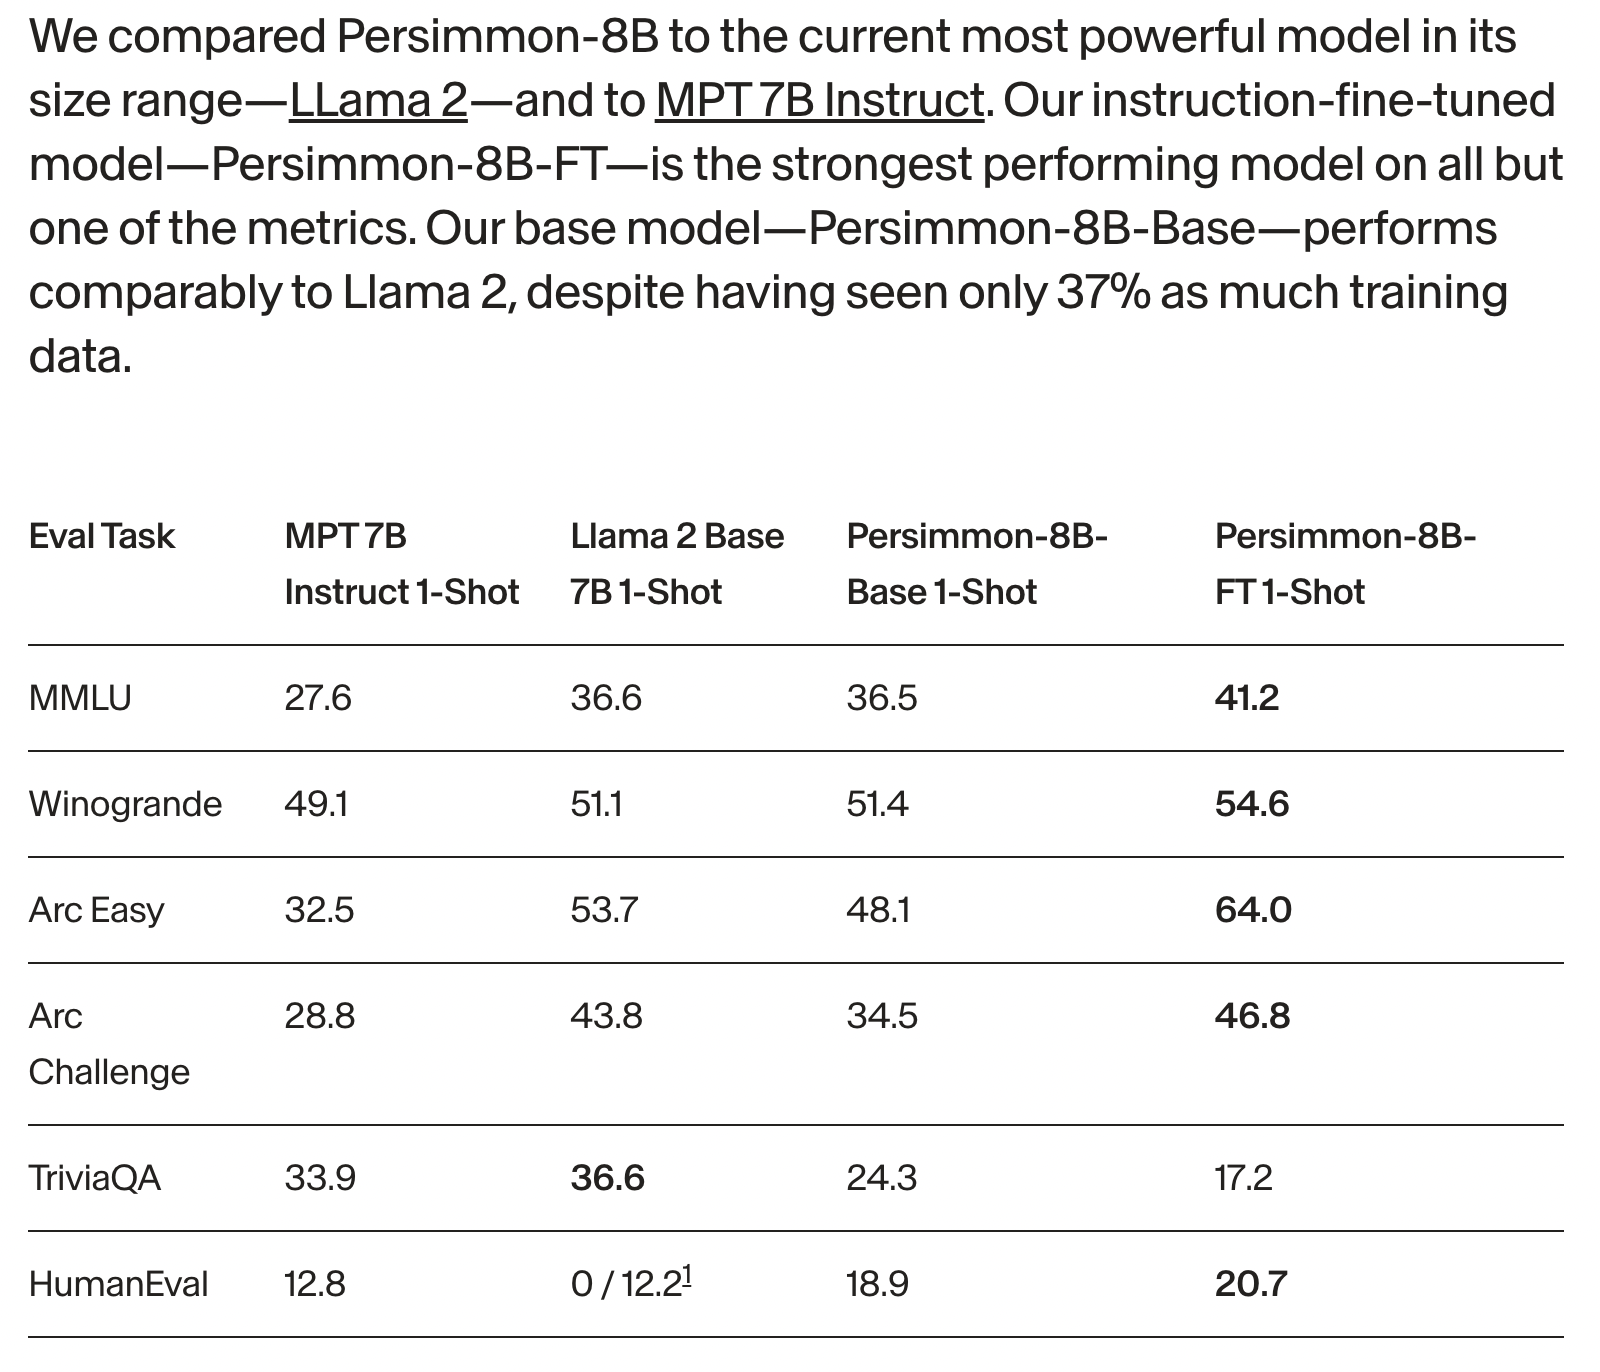 We compared Persimmon-8B to the current most powerful model in its
size range—LLama 2—and to MPT 7B Instruct. Our instruction-fine-tuned
model—Persimmon-8B-FT—is the strongest performing model on all but
one of the metrics. Our base model—Persimmon-8B-Base—performs
comparably to Llama 2, despite having seen only 37% as much training
data.
Eval Task MPT 7B Llama 2 Base Persimmon-8B- Persimmon-8B-
Instruct 1-Shot 7B 1-Shot Base 1-Shot FT 1-Shot
MMLU 27.6 36.6 36.5 41.2
Winogrande 49.1 51.1 51.4 54.6
Arc Easy 32.5 53.7 48.1 64.0
Arc 28.8 43.8 34.5 46.8
Challenge
TriviaQA 33.9 36.6 24.3 17.2
HumanEval 12.8 0 / 12.2¹ 18.9 20.7